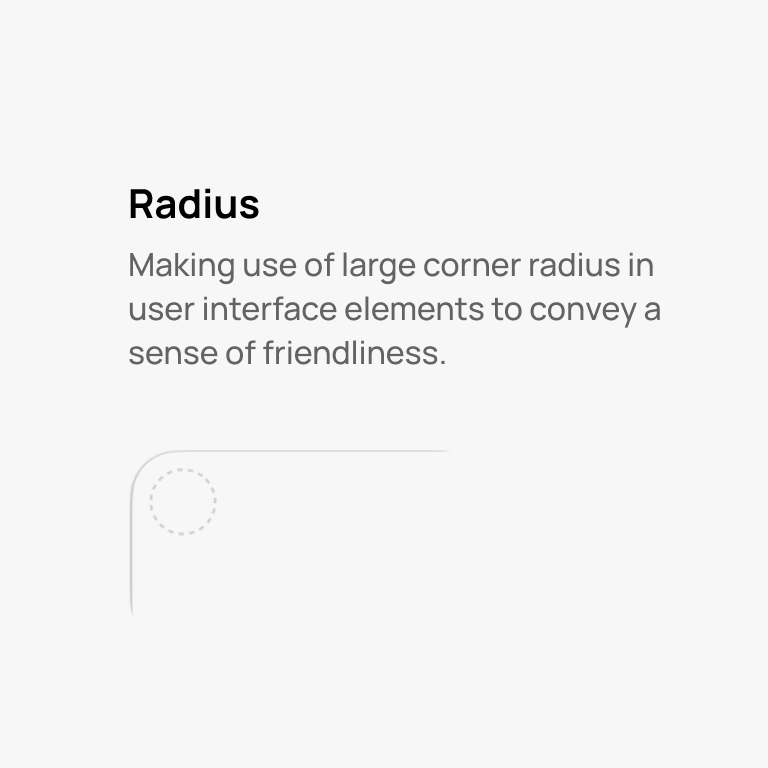 Radius
Making use of large corner radius in
user interface elements to convey a
sense of friendliness.